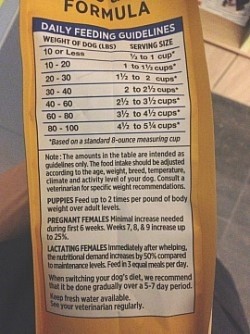 FORMULA
DAILY FEEDING GUIDELINES
WEIGHT OF DOG (LBS) SERVING SIZE
10 or Less ½ to 1 cup*
10 - 20 1 to 1½ cups*
20 - 30 1½ to 2 cups*
30 - 40 2 to 2½ cups*
40 - 60 2½ to 3½ cups*
60 - 80 3½ to 4½ cups*
80 - 100 4½ to 5¼ cups*
*Based on a standard 8-ounce measuring cup
Note: The amounts in the table are intended as
guidelines only. The food intake should be adjusted
according to the age, weight, breed, temperature,
climate and activity level of your dog. Consult a
veterinarian for specific weight recommendations.
PUPPIES Feed up to 2 times per pound of body
weight over adult levels.
PREGNANT FEMALES Minimal increase needed
during first 6 weeks. Weeks 7, 8, & 9 increase
up to 25%.
LACTATING FEMALES Immediately after whelping,
the nutritional demand increases by 50% compared
to maintenance levels. Feed in 3 equal meals per day.
When switching your dog's diet, we recommend
that it be done gradually over a 5-7 day period.
Keep fresh water available.
See your veterinarian regularly.